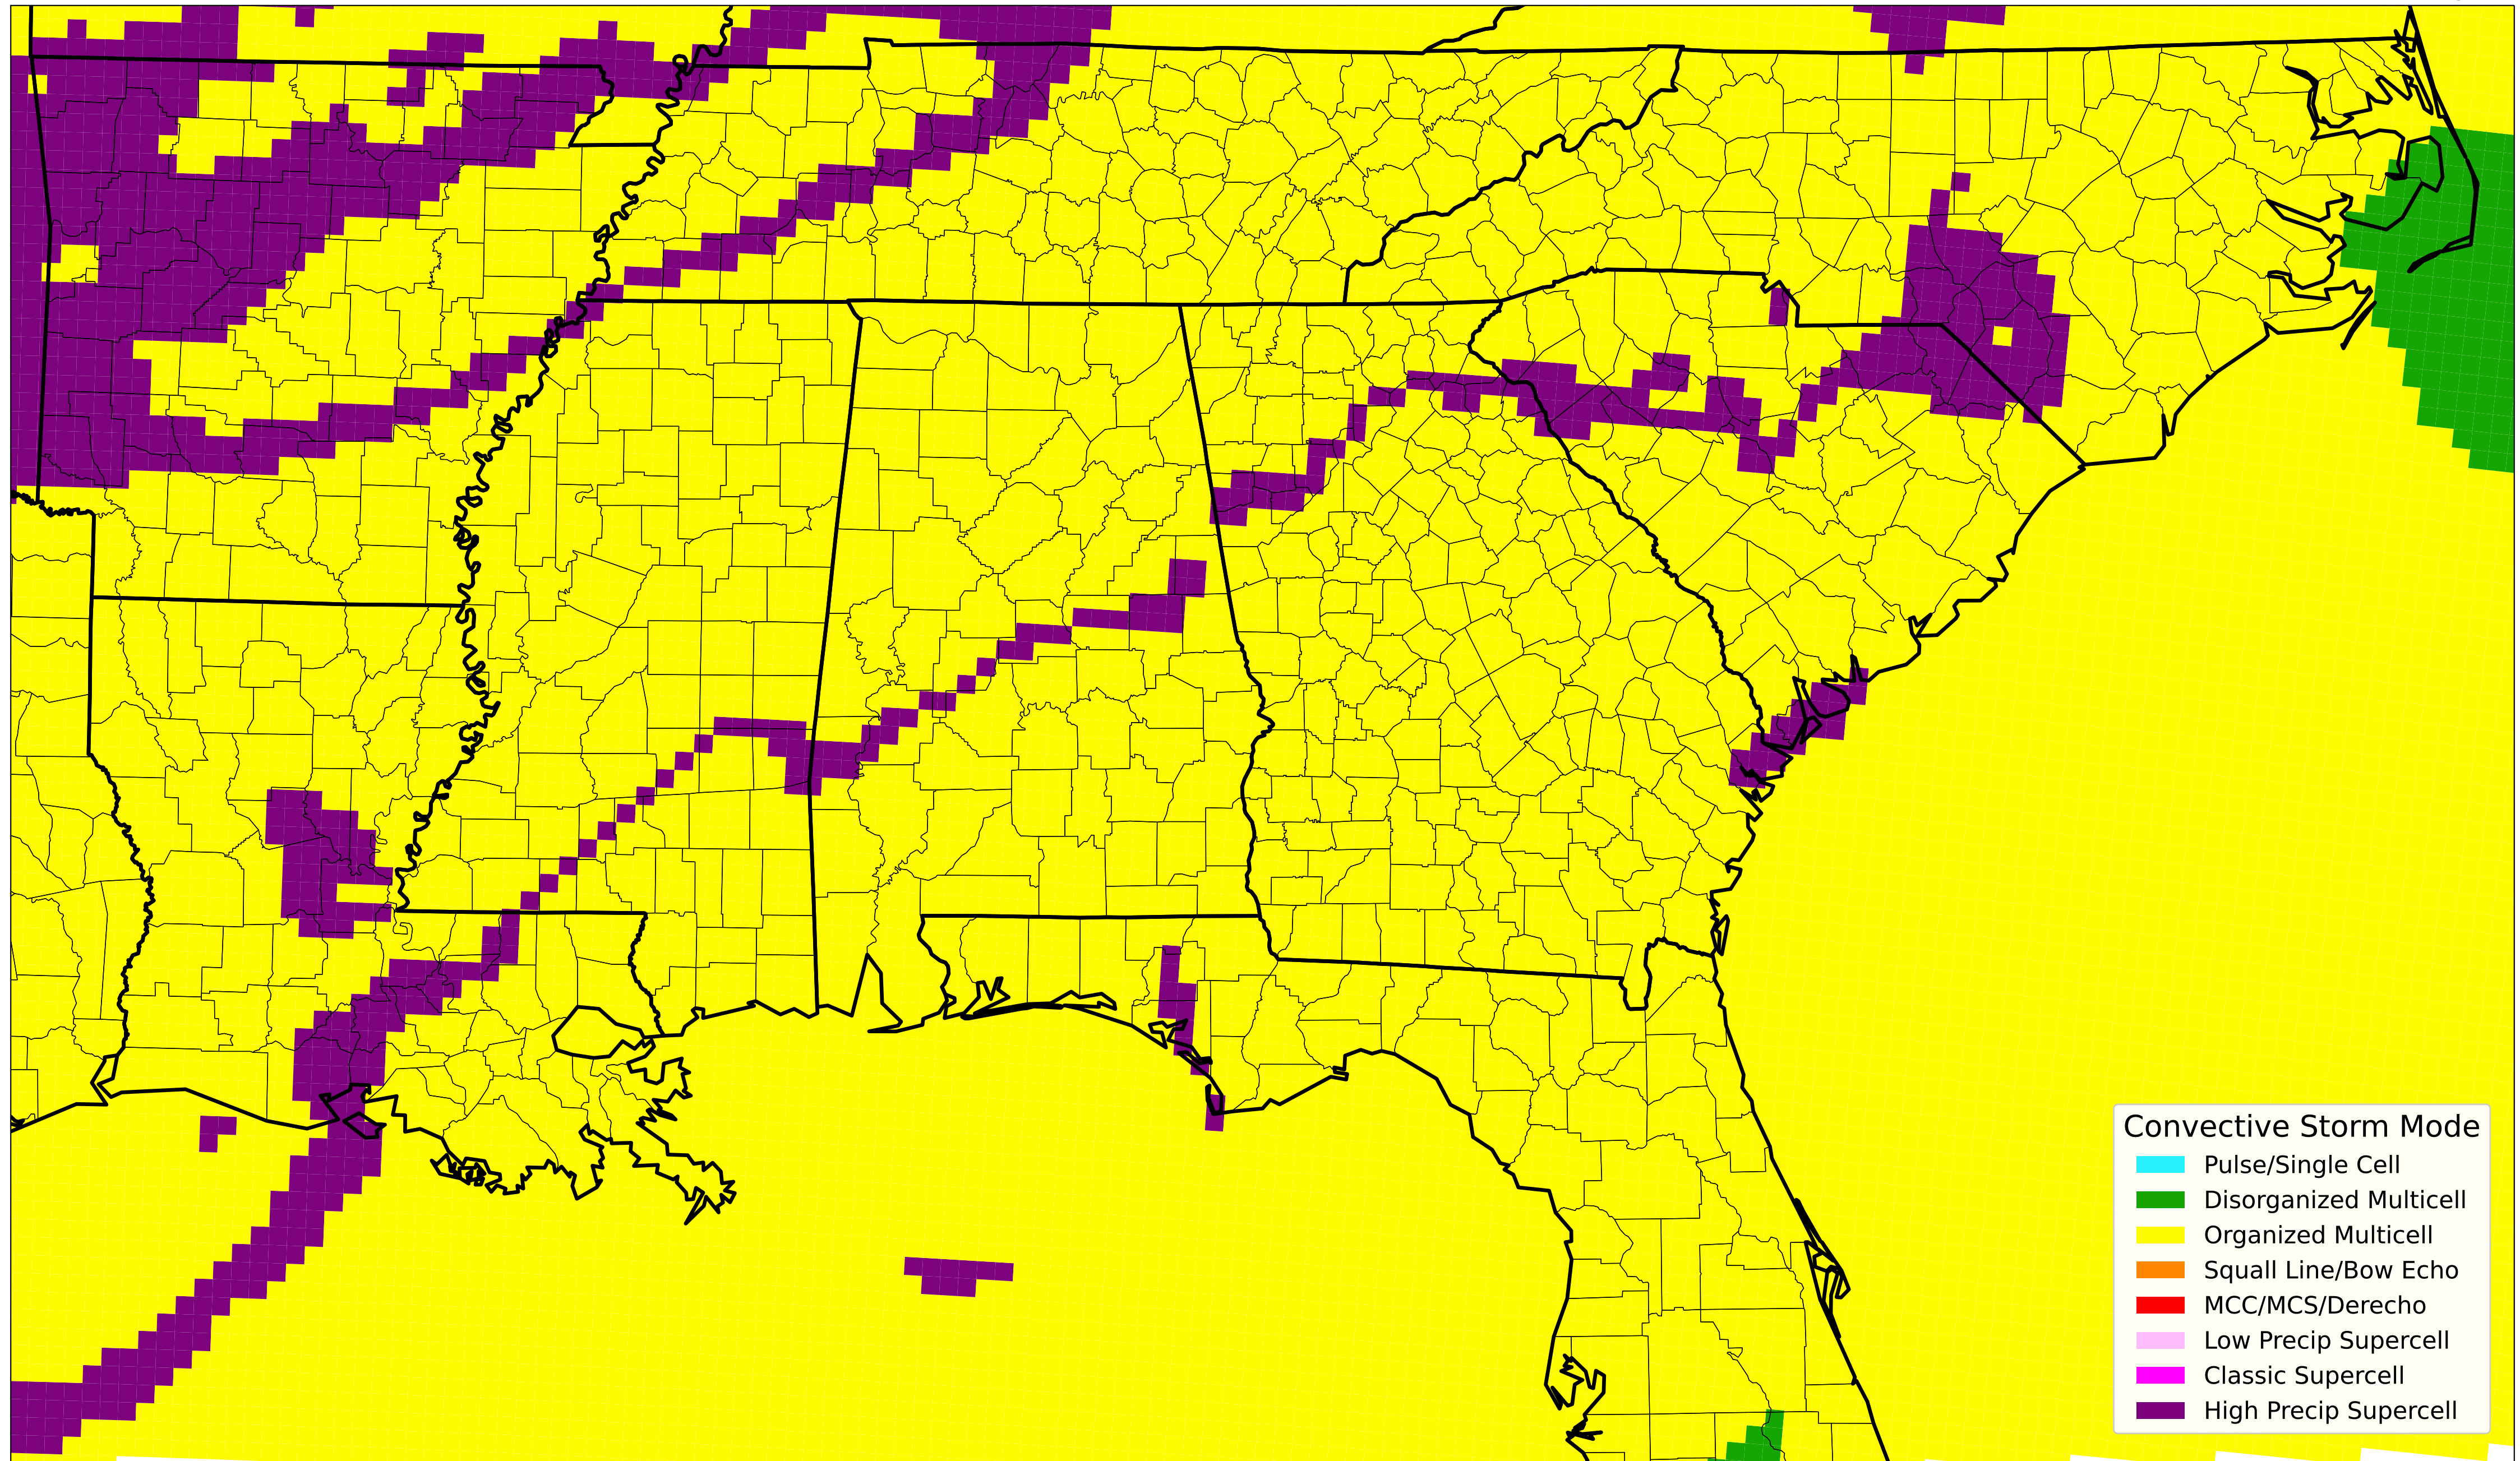 Convective Storm Mode
Pulse/Single Cell
Disorganized Multicell
Organized Multicell
Squall Line/Bow Echo
MCC/MCS/Derecho
Low Precip Supercell
Classic Supercell
High Precip Supercell